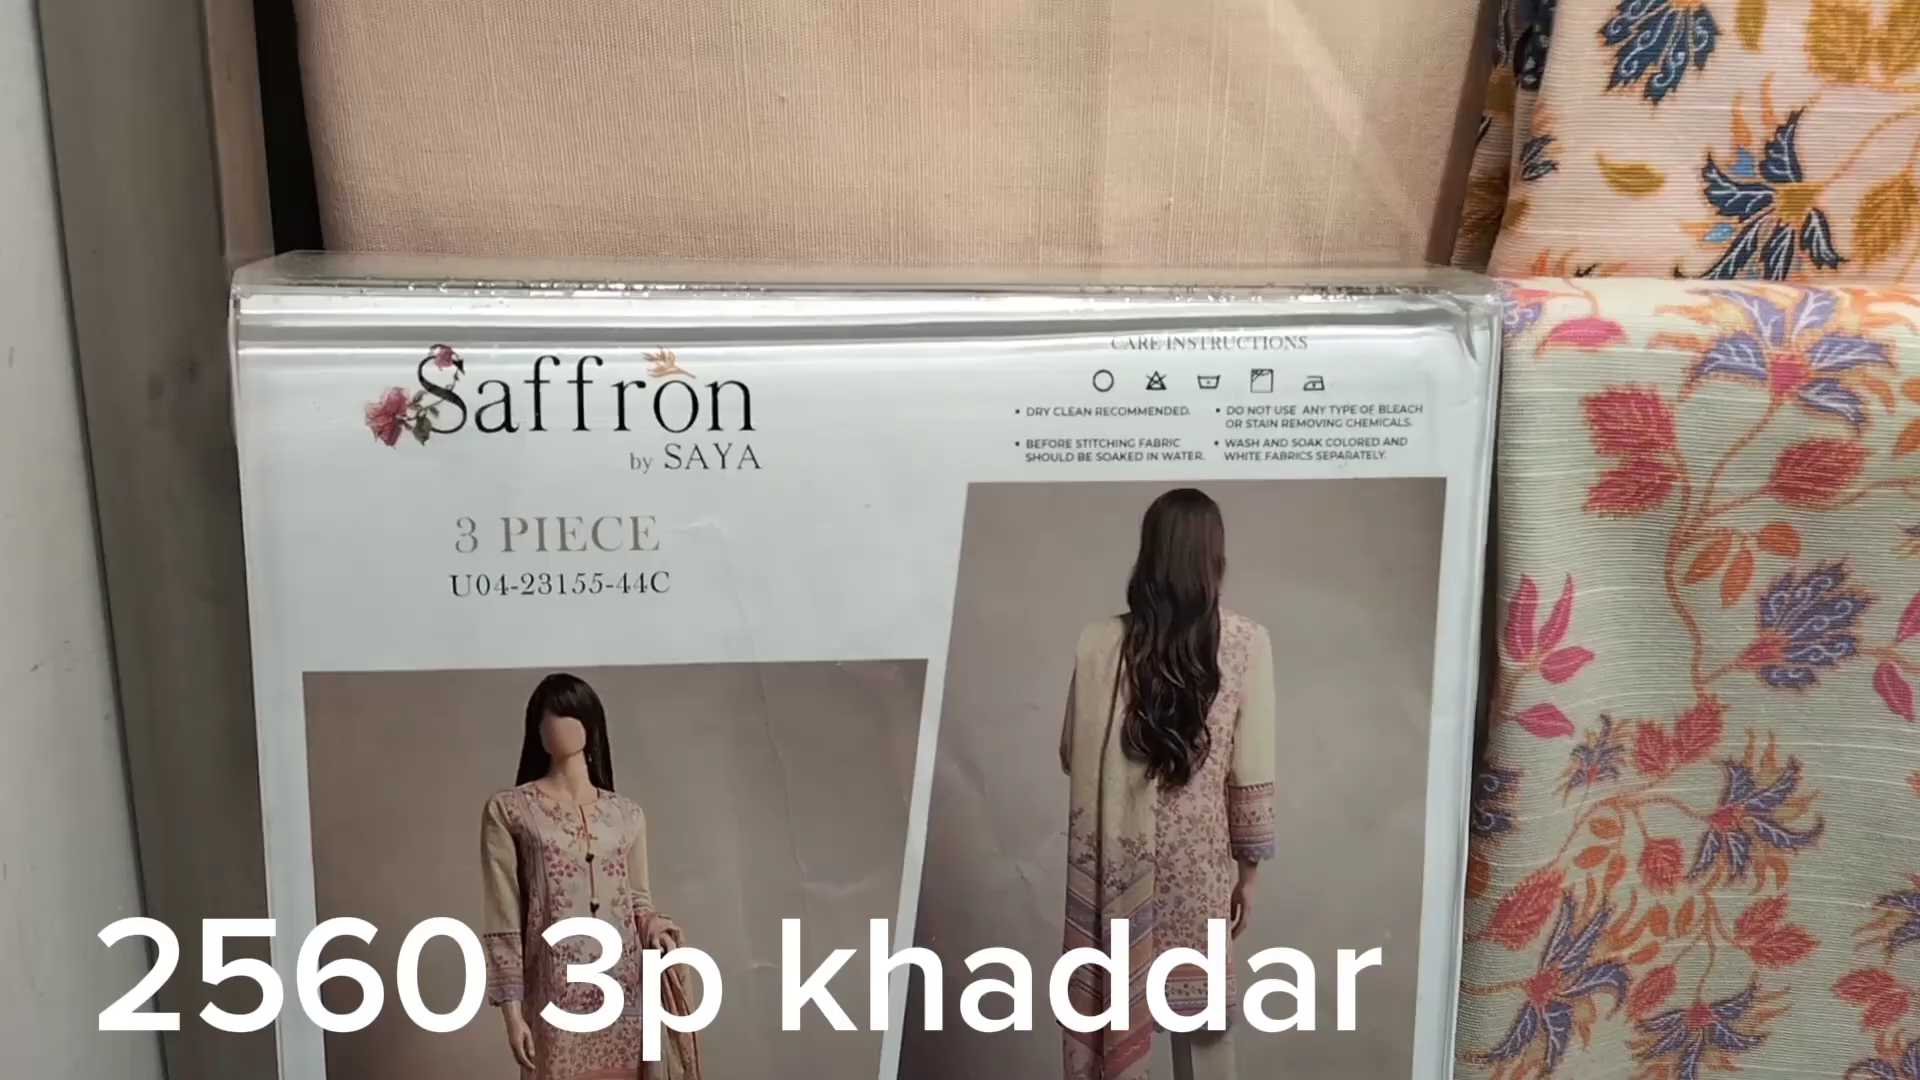 Saffron
by SAYA
3 PIECE
U04-23155-44C
CARE INSTRUCTIONS
• DRY CLEAN RECOMMENDED.
• BEFORE STITCHING FABRIC
SHOULD BE SOAKED IN WATER.
• DO NOT USE ANY TYPE OF BLEACH
OR STAIN REMOVING CHEMICALS.
• WASH AND SOAK COLORED AND
WHITE FABRICS SEPARATELY.
2560 3p khaddar